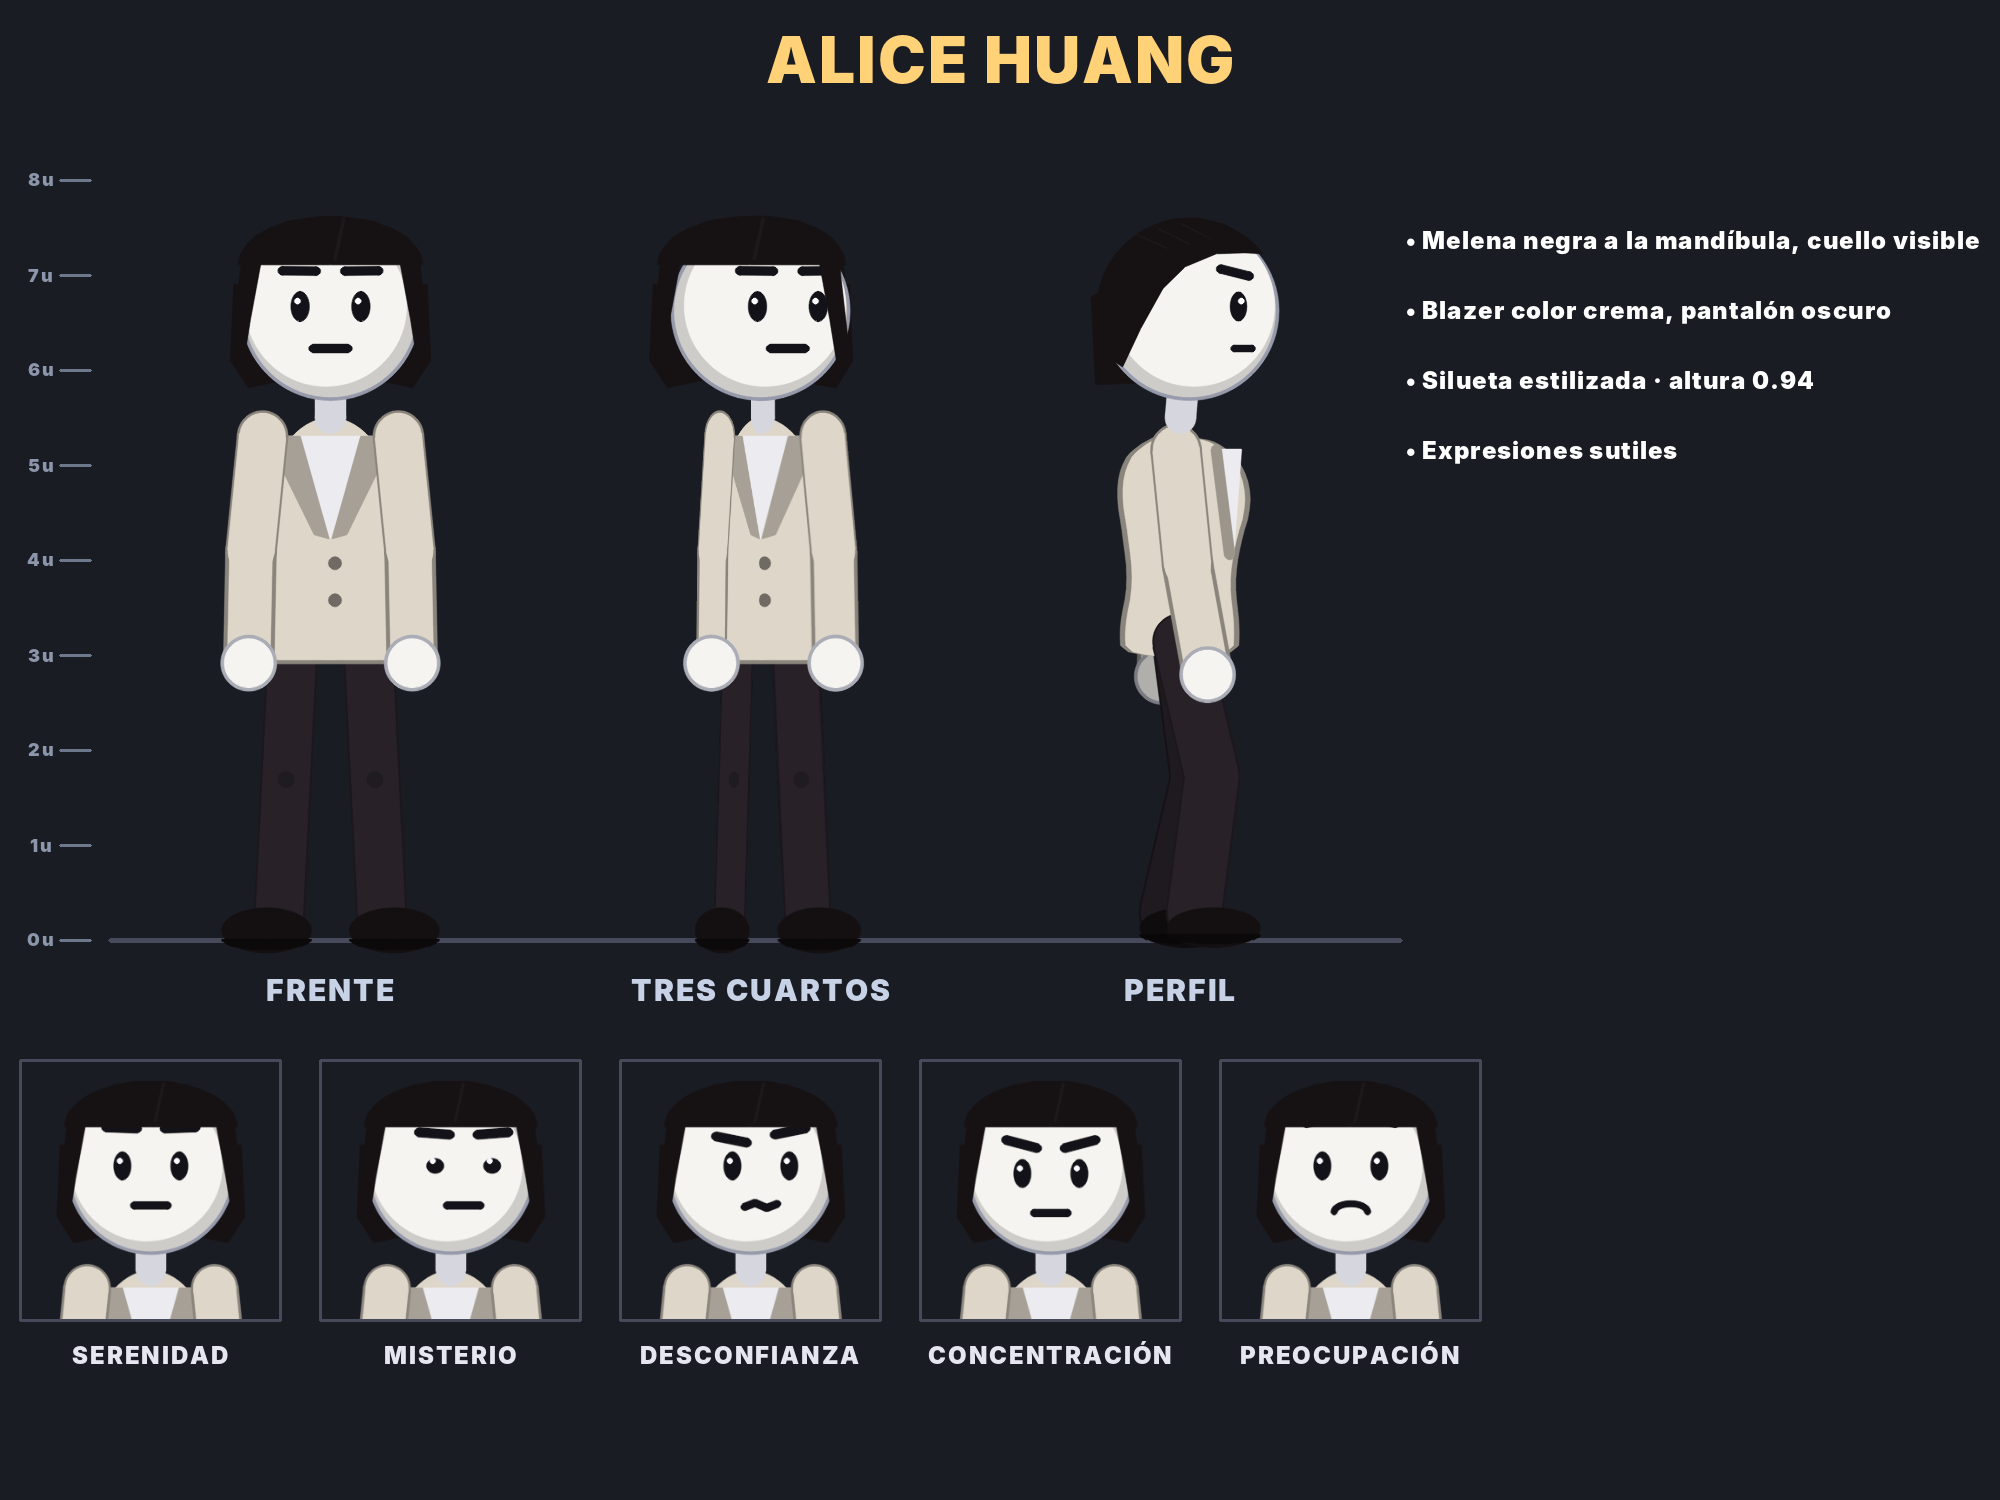 ALICE HUANG
8u
7u
6u
5u
4u
3u
2u
1u
0u
• Melena negra a la mandíbula, cuello visible
• Blazer color crema, pantalón oscuro
• Silueta estilizada · altura 0.94
• Expresiones sutiles
FRENTE
TRES CUARTOS
PERFIL
SERENIDAD
MISTERIO
DESCONFIANZA
CONCENTRACIÓN
PREOCUPACIÓN